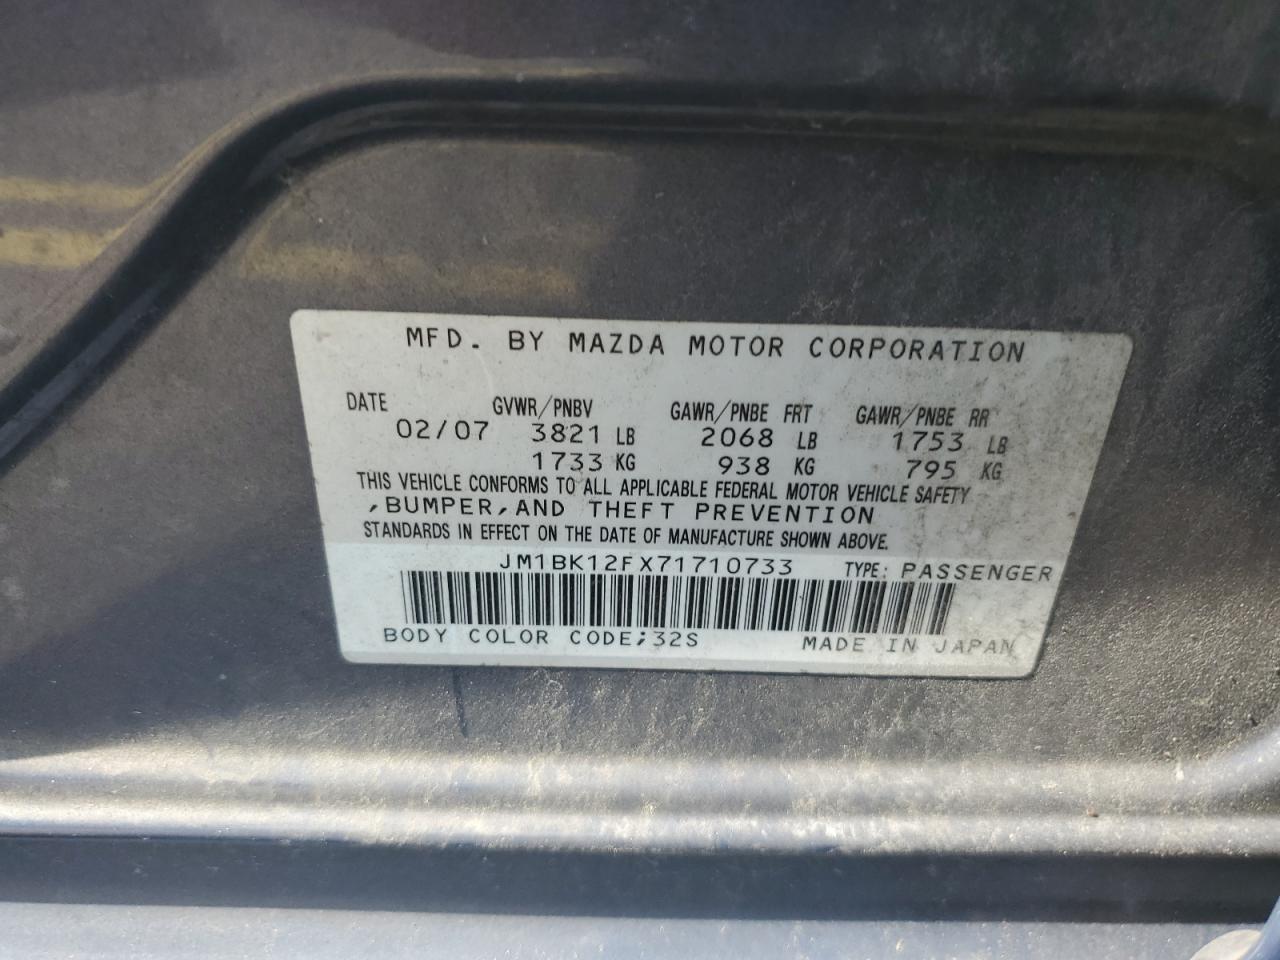 MFD. BY MAZDA MOTOR CORPORATION
DATE GVWR/PNBV GAWR/PNBE FRT GAWR/PNBE RR
02/07 3821 LB 2068 LB 1753 LB
1733 KG 938 KG 795 KG
THIS VEHICLE CONFORMS TO ALL APPLICABLE FEDERAL MOTOR VEHICLE SAFETY
,BUMPER,AND THEFT PREVENTION
STANDARDS IN EFFECT ON THE DATE OF MANUFACTURE SHOWN ABOVE.
JM1BK12FX71710733 TYPE: PASSENGER
BODY COLOR CODE;32S MADE IN JAPAN